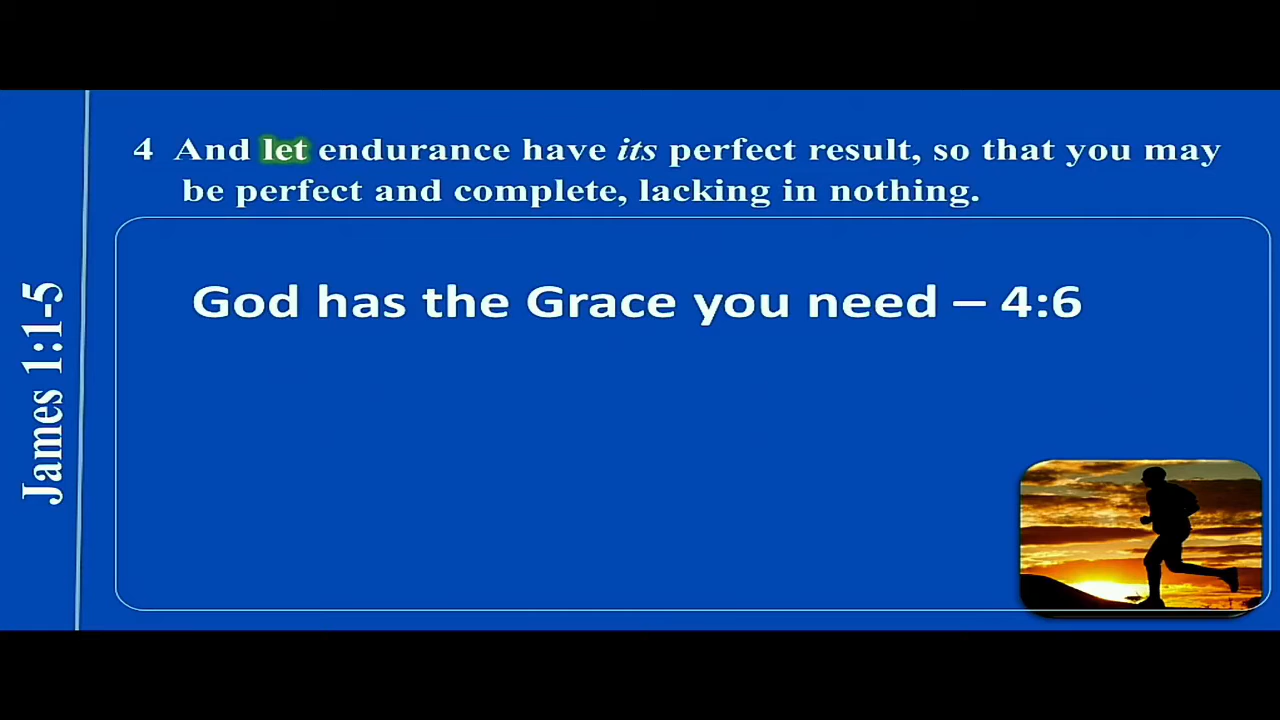 4 And let endurance have its perfect result, so that you may
be perfect and complete, lacking in nothing.
God has the Grace you need – 4:6
James 1:1-5